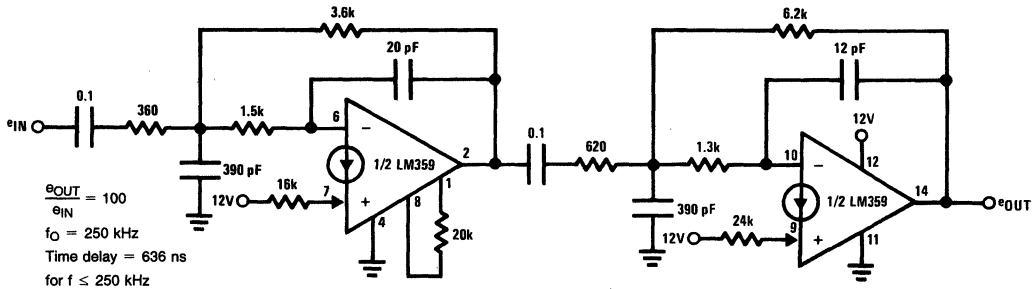 3.6k
6.2k
20 pF
12 pF
0.1
360
1.5k
6
12V
eIN
0.1
620
1.3k
10
12
−
−
390 pF
1/2 LM359
2
1/2 LM359
14
eOUT
390 pF
16k
7
1
12V
+
8
4
20k
24k
9
12V
+
11
eOUT
eIN
= 100
fO = 250 kHz
Time delay = 636 ns
for f ≤ 250 kHz